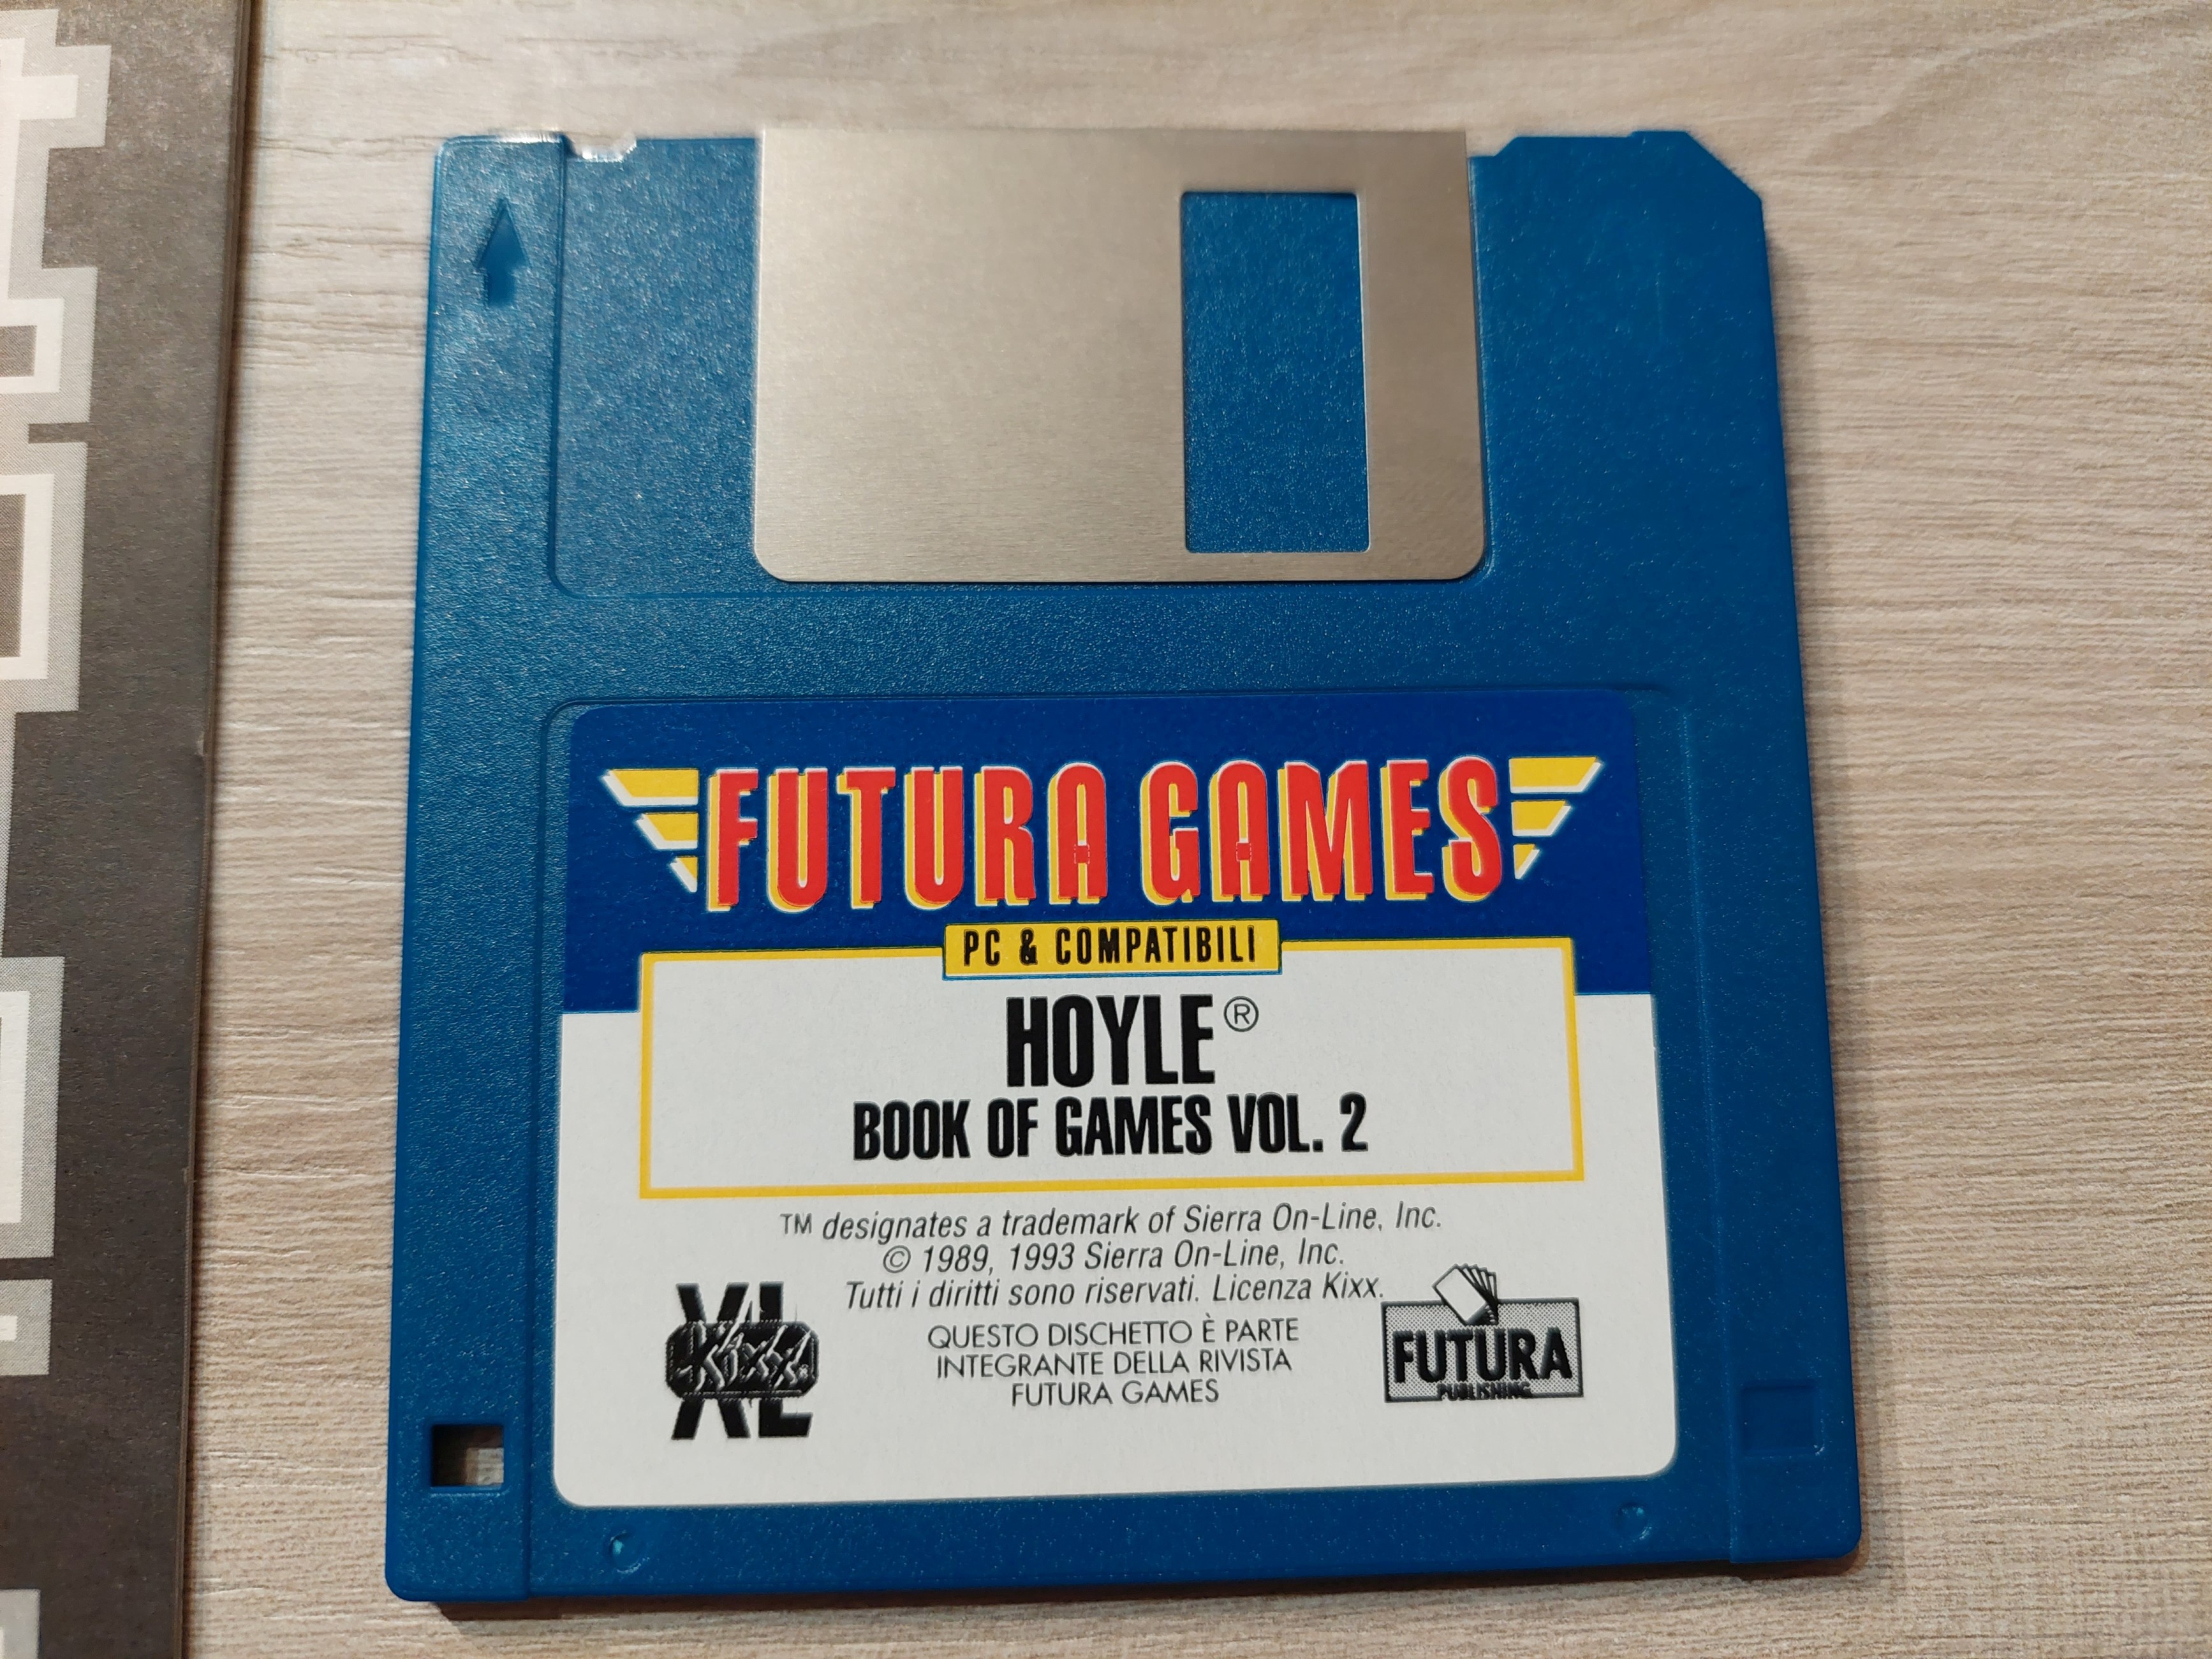 FUTURA GAMES
PC & COMPATIBILI
HOYLE®
BOOK OF GAMES VOL. 2
TM designates a trademark of Sierra On-Line, Inc.
© 1989, 1993 Sierra On-Line, Inc.
Tutti i diritti sono riservati. Licenza Kixx.
XL
Kixx
QUESTO DISCHETTO È PARTE
INTEGRANTE DELLA RIVISTA
FUTURA GAMES
FUTURA
PUBLISHING